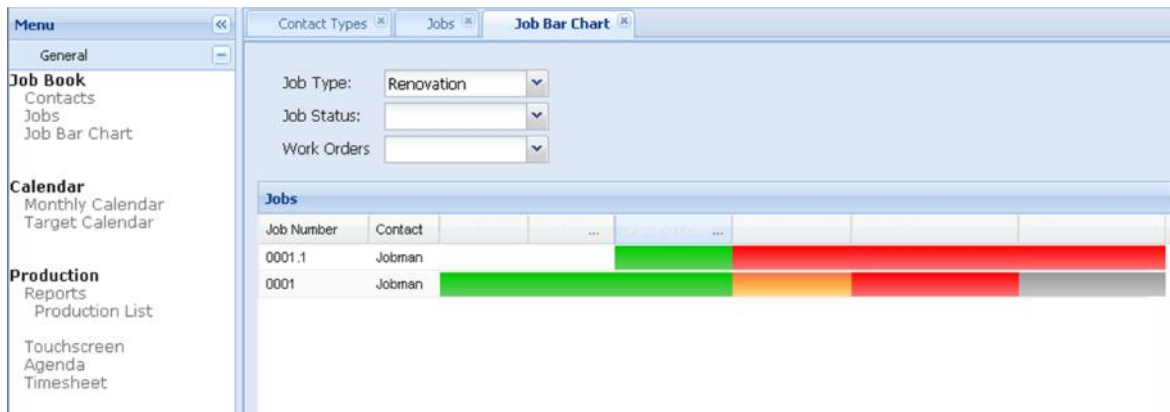 Menu
General
Job Book
Contacts
Jobs
Job Bar Chart
Calendar
Monthly Calendar
Target Calendar
Production
Reports
Production List
Touchscreen
Agenda
Timesheet
Contact Types Jobs Job Bar Chart
Job Type: Renovation
Job Status:
Work Orders
Jobs
Job Number Contact ... ...
0001.1 Jobman
0001 Jobman